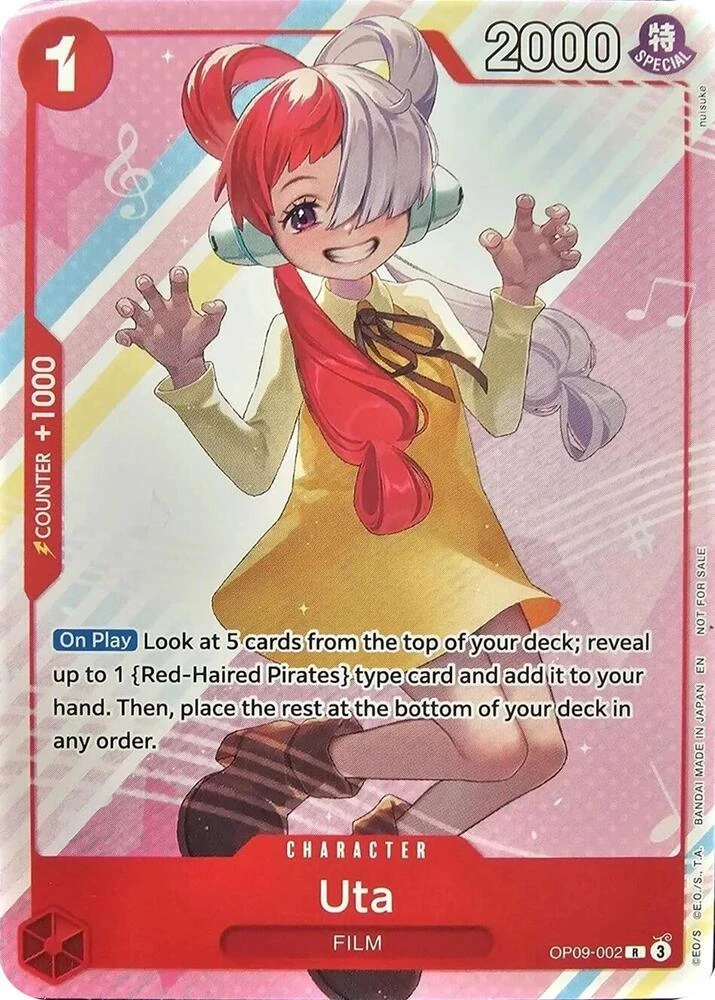 1
2000
特
SPECIAL
nuisuke
COUNTER +1000
On Play Look at 5 cards from the top of your deck; reveal
up to 1 {Red-Haired Pirates} type card and add it to your
hand. Then, place the rest at the bottom of your deck in
any order.
©E.O/S ©E.O./S., T.A. BANDAI MADE IN JAPAN EN NOT FOR SALE
CHARACTER
Uta
FILM
OP09-002 R 3